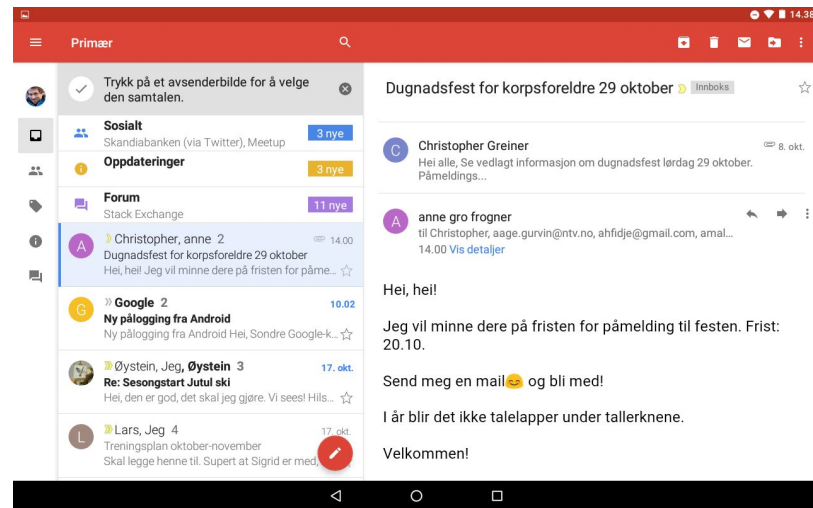 14.38
Primær
Trykk på et avsenderbilde for å velge
den samtalen.
Sosialt
Skandiabanken (via Twitter), Meetup
3 nye
Oppdateringer
3 nye
Forum
Stack Exchange
11 nye
A
Christopher, anne 2
14.00
Dugnadsfest for korpsforeldre 29 oktober
Hei, hei! Jeg vil minne dere på fristen for påme...
G
Google 2
10.02
Ny pålogging fra Android
Ny pålogging fra Android Hei, Sondre Google-k...
Øystein, Jeg, Øystein 3
17. okt.
Re: Sesongstart Jutul ski
Hei, den er god, det skal jeg gjøre. Vi sees! Hils...
L
Lars, Jeg 4
17. okt.
Treningsplan oktober-november
Skal legge henne til. Supert at Sigrid er med,
Dugnadsfest for korpsforeldre 29 oktober
Innboks
C
Christopher Greiner
8. okt.
Hei alle, Se vedlagt informasjon om dugnadsfest lørdag 29 oktober.
Påmeldings...
A
anne gro frogner
til Christopher, aage.gurvin@ntv.no, ahfidje@gmail.com, amal...
14.00 Vis detaljer
Hei, hei!
Jeg vil minne dere på fristen for påmelding til festen. Frist:
20.10.
Send meg en mail😊 og bli med!
I år blir det ikke talelapper under tallerknene.
Velkommen!